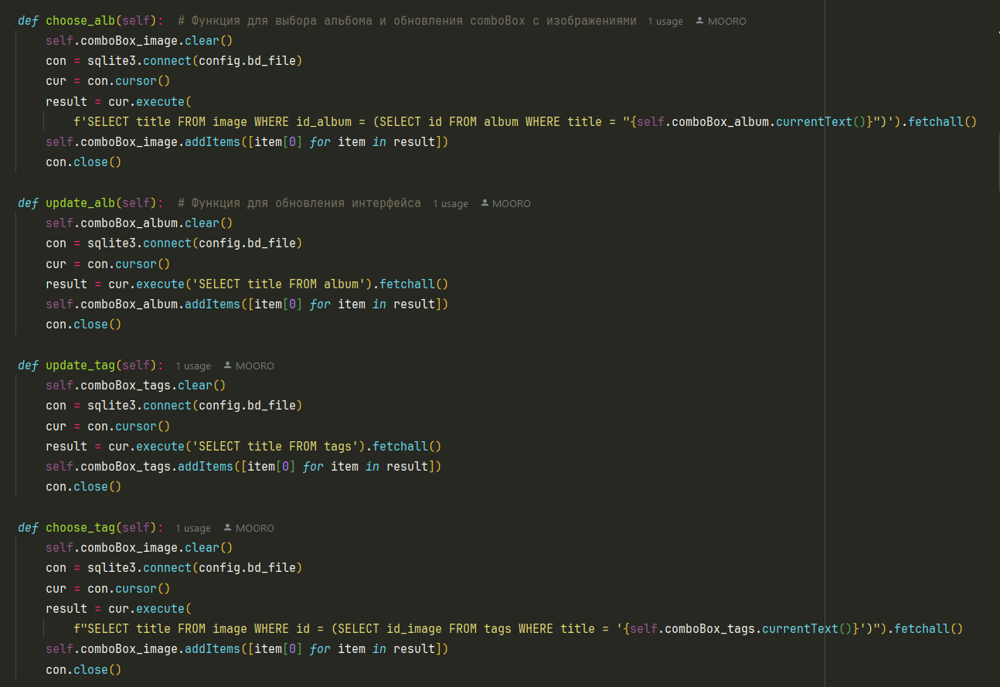 def choose_alb(self):  # Функция для выбора альбома и обновления comboBox с изображениями  1 usage  MOORO
    self.comboBox_image.clear()
    con = sqlite3.connect(config.bd_file)
    cur = con.cursor()
    result = cur.execute(
        f'SELECT title FROM image WHERE id_album = (SELECT id FROM album WHERE title = "{self.comboBox_album.currentText()}")').fetchall()
    self.comboBox_image.addItems([item[0] for item in result])
    con.close()

def update_alb(self):  # Функция для обновления интерфейса  1 usage  MOORO
    self.comboBox_album.clear()
    con = sqlite3.connect(config.bd_file)
    cur = con.cursor()
    result = cur.execute('SELECT title FROM album').fetchall()
    self.comboBox_album.addItems([item[0] for item in result])
    con.close()

def update_tag(self):  1 usage  MOORO
    self.comboBox_tags.clear()
    con = sqlite3.connect(config.bd_file)
    cur = con.cursor()
    result = cur.execute('SELECT title FROM tags').fetchall()
    self.comboBox_tags.addItems([item[0] for item in result])
    con.close()

def choose_tag(self):  1 usage  MOORO
    self.comboBox_image.clear()
    con = sqlite3.connect(config.bd_file)
    cur = con.cursor()
    result = cur.execute(
        f"SELECT title FROM image WHERE id = (SELECT id_image FROM tags WHERE title = '{self.comboBox_tags.currentText()}')").fetchall()
    self.comboBox_image.addItems([item[0] for item in result])
    con.close()